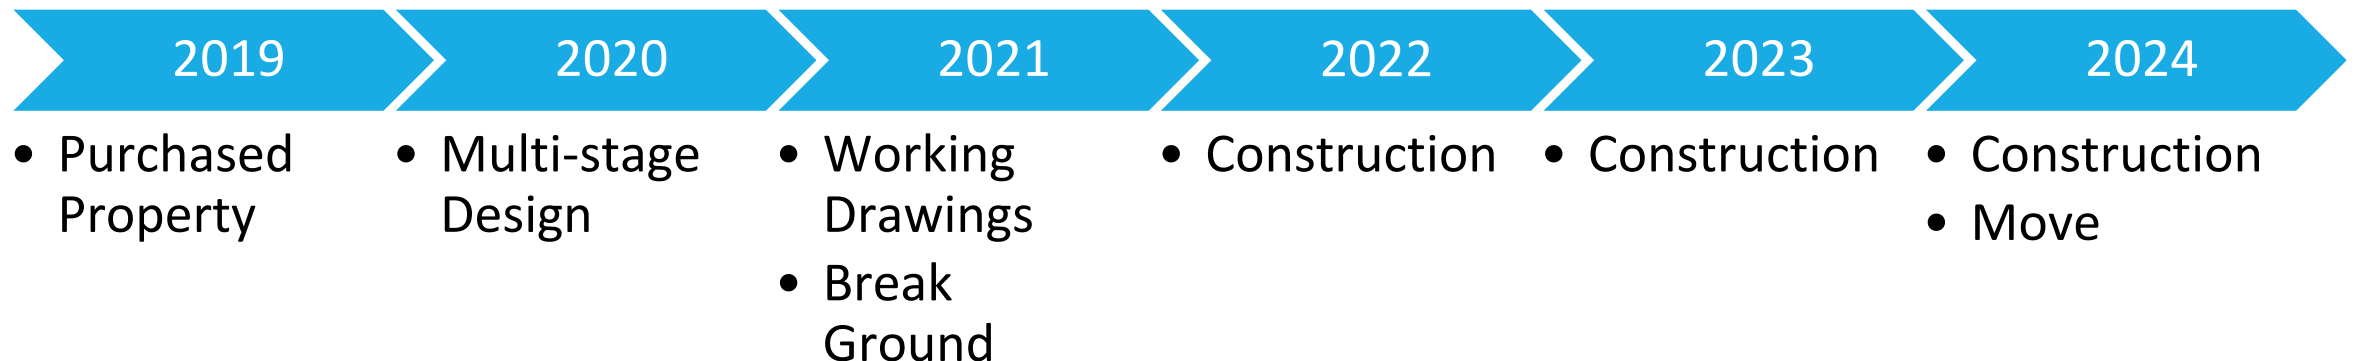 2019 2020 2021 2022 2023 2024
• Purchased Property
• Multi-stage Design
• Working Drawings
• Break Ground
• Construction
• Construction
• Construction
• Move